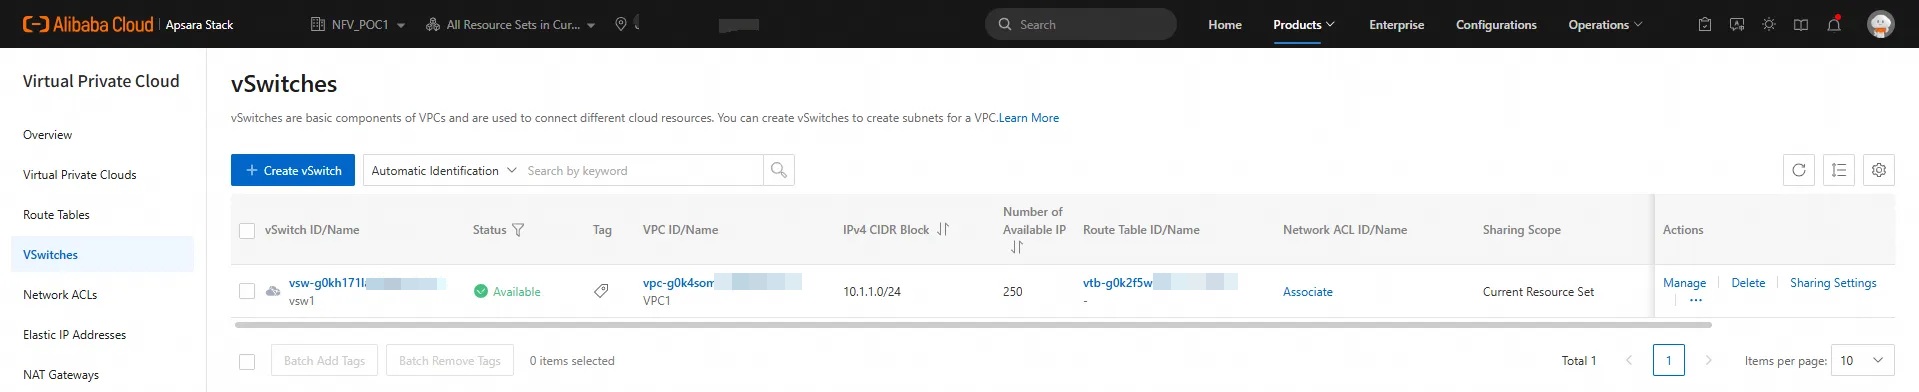 Alibaba Cloud | Apsara Stack NFV_POC1 All Resource Sets in Cur... Search Home Products Enterprise Configurations Operations
Virtual Private Cloud
Overview
Virtual Private Clouds
Route Tables
VSwitches
Network ACLs
Elastic IP Addresses
NAT Gateways
vSwitches
vSwitches are basic components of VPCs and are used to connect different cloud resources. You can create vSwitches to create subnets for a VPC.Learn More
+ Create vSwitch Automatic Identification Search by keyword
vSwitch ID/Name Status Tag VPC ID/Name IPv4 CIDR Block Number of Available IP Route Table ID/Name Network ACL ID/Name Sharing Scope Actions
vsw-g0kh171l Available vpc-g0k4som 10.1.1.0/24 250 vtb-g0k2f5w Associate Current Resource Set Manage Delete Sharing Settings
vsw1 VPC1 - ...
Batch Add Tags Batch Remove Tags 0 items selected Total 1 < 1 > Items per page: 10